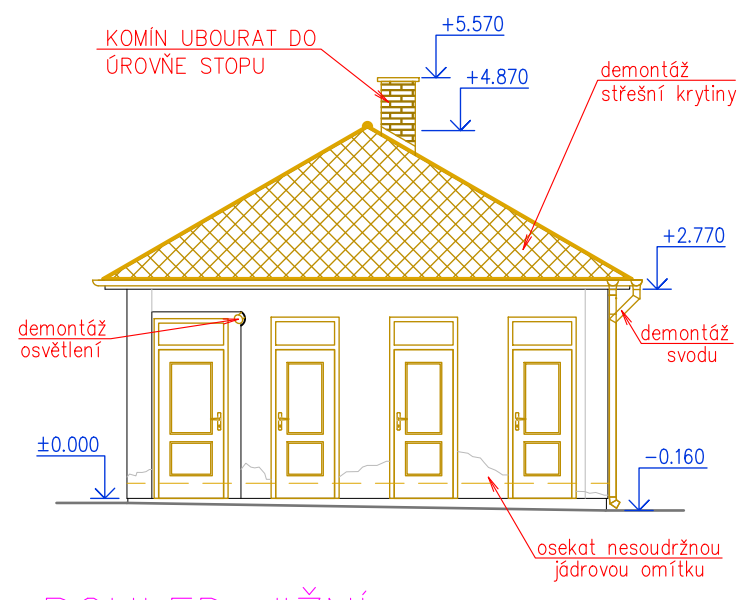 +5.570
KOMÍN UBOURAT DO
ÚROVŇE STOPU
+4.870
demontáž
střešní krytiny
+2.770
demontáž
osvětlení
demontáž
svodu
±0.000
-0.160
osekat nesoudržnou
jádrovou omítku